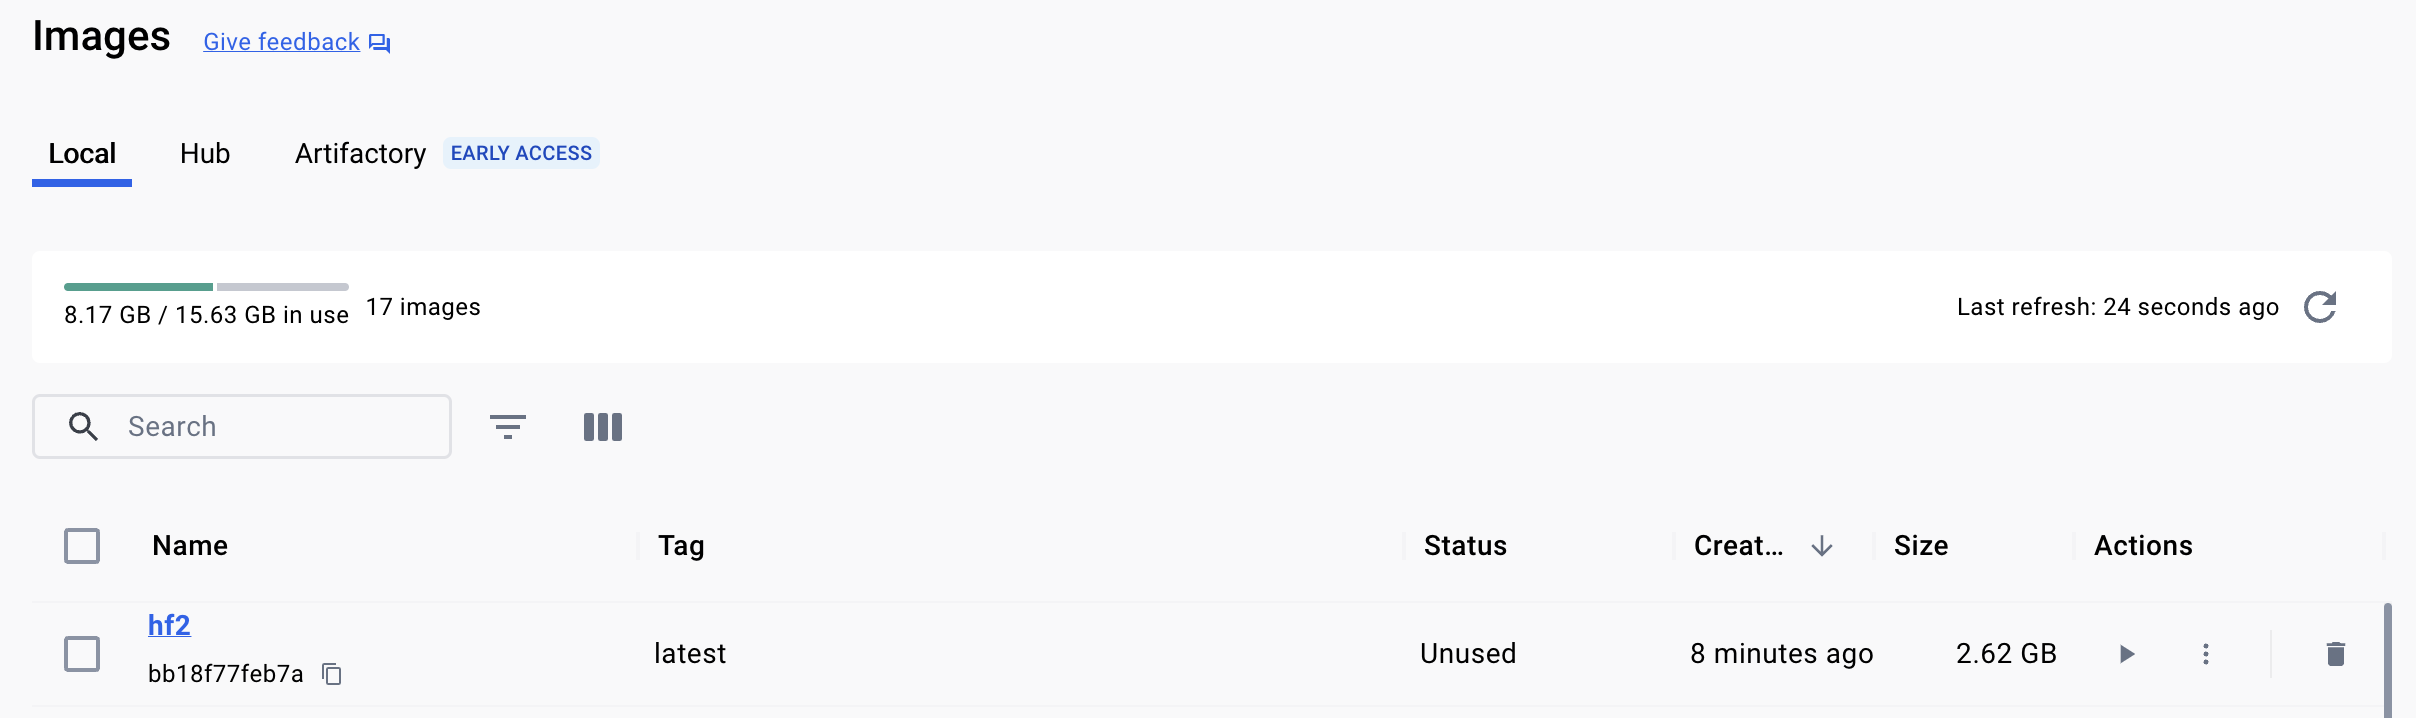 Images Give feedback
Local Hub Artifactory EARLY ACCESS
8.17 GB / 15.63 GB in use 17 images Last refresh: 24 seconds ago
Search
Name Tag Status Creat... Size Actions
hf2
bb18f77feb7a latest Unused 8 minutes ago 2.62 GB